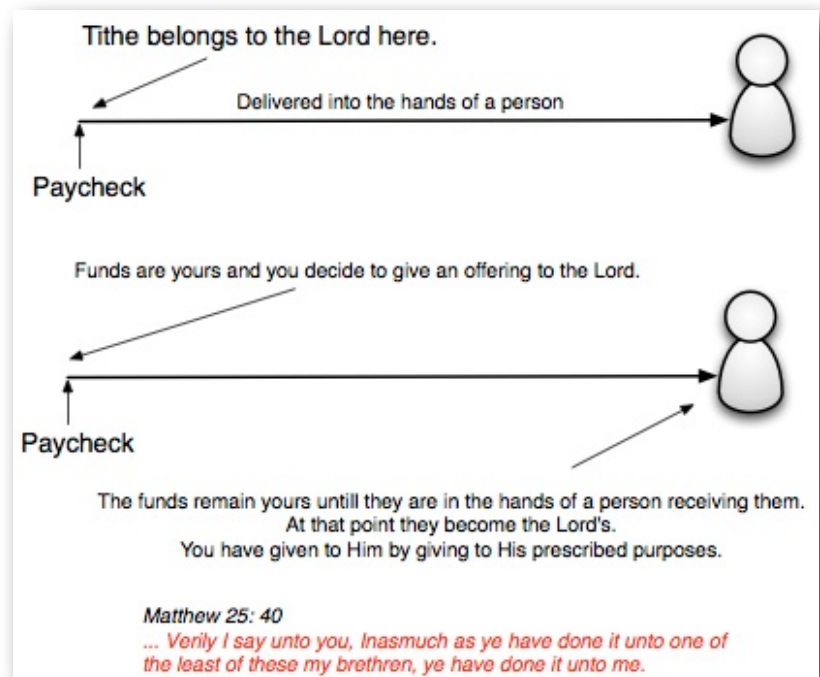 Tithe belongs to the Lord here.
Delivered into the hands of a person
Paycheck
Funds are yours and you decide to give an offering to the Lord.
Paycheck
The funds remain yours untill they are in the hands of a person receiving them.
At that point they become the Lord's.
You have given to Him by giving to His prescribed purposes.
Matthew 25: 40
... Verily I say unto you, Inasmuch as ye have done it unto one of
the least of these my brethren, ye have done it unto me.